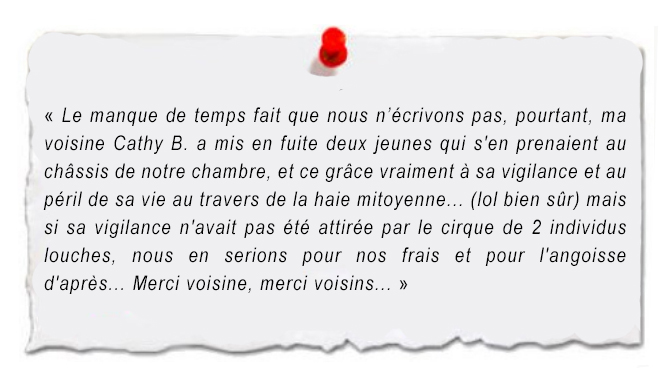 « Le manque de temps fait que nous n’écrivons pas, pourtant, ma
voisine Cathy B. a mis en fuite deux jeunes qui s'en prenaient au
châssis de notre chambre, et ce grâce vraiment à sa vigilance et au
péril de sa vie au travers de la haie mitoyenne... (lol bien sûr) mais
si sa vigilance n'avait pas été attirée par le cirque de 2 individus
louches, nous en serions pour nos frais et pour l'angoisse
d'après... Merci voisine, merci voisins... »